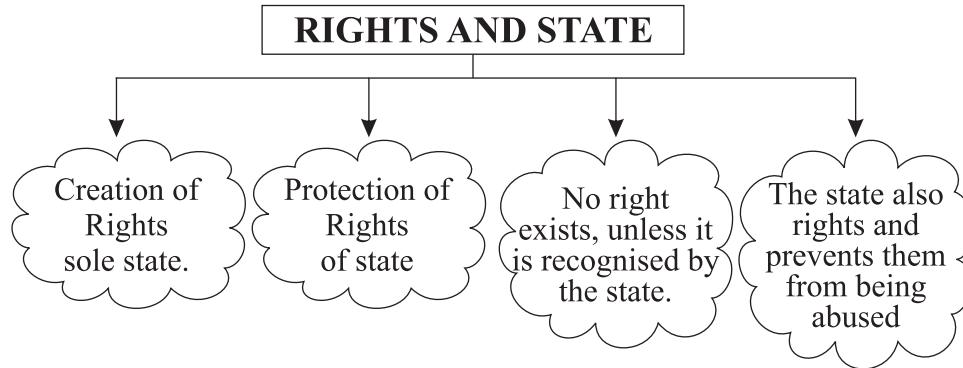 RIGHTS AND STATE
Creation of
Rights
sole state.
Protection of
Rights
of state
No right
exists, unless it
is recognised by
the state.
The state also
rights and
prevents them
from being
abused